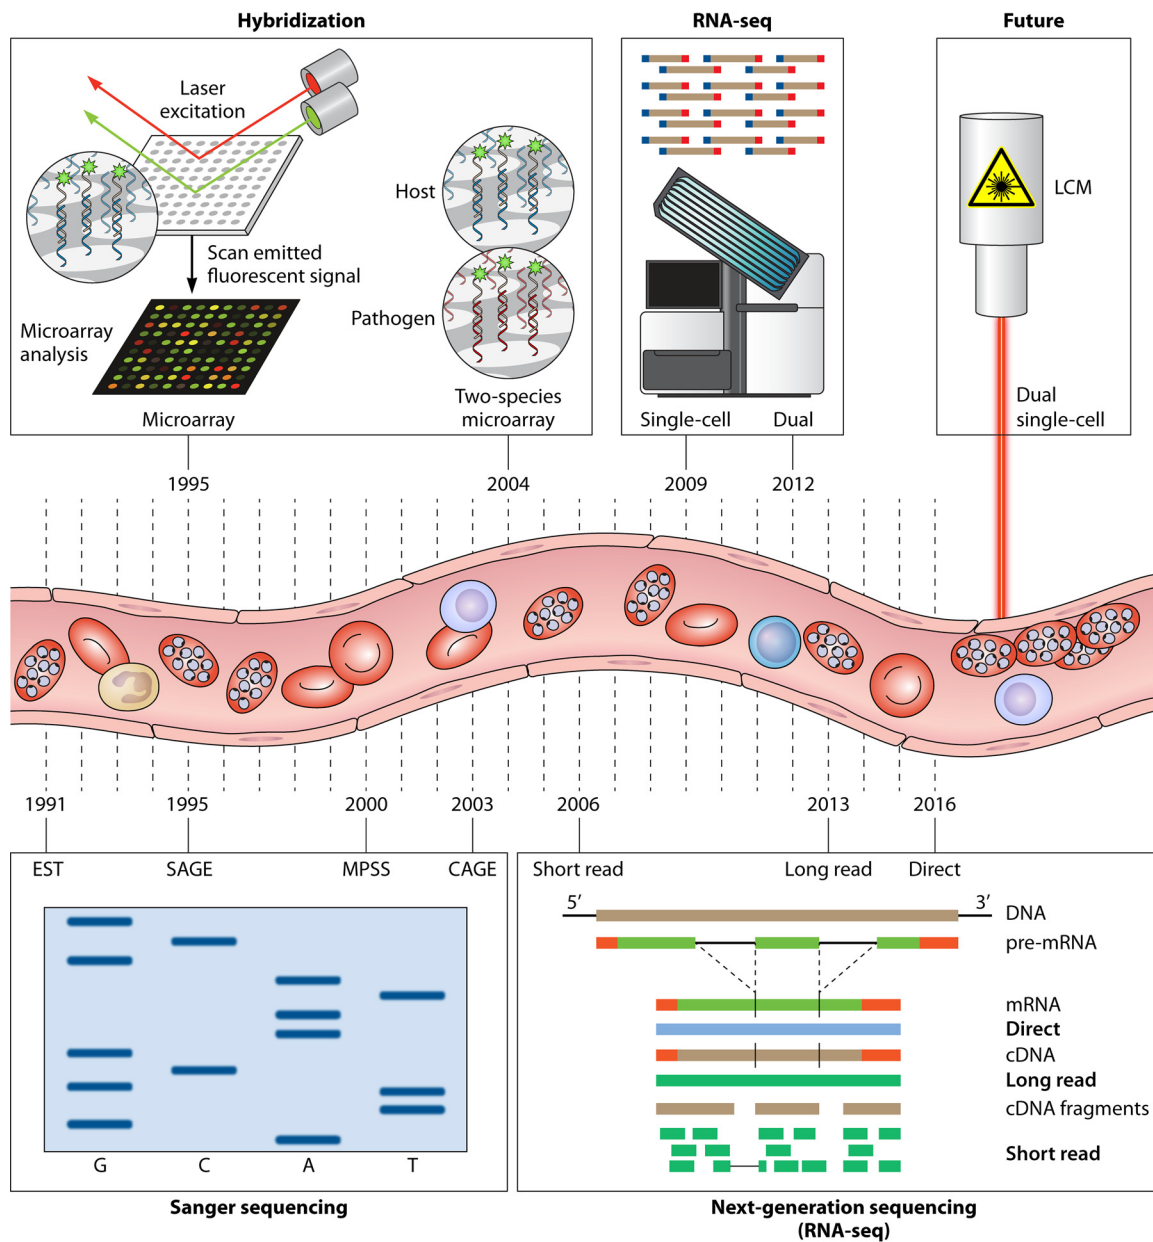 Hybridization
RNA-seq
Future
Laser
excitation
Host
Scan emitted
fluorescent signal
Pathogen
Microarray
analysis
Microarray
Two-species
microarray
Single-cell
Dual
LCM
Dual
single-cell
1995
2004
2009
2012
1991
1995
2000
2003
2006
2013
2016
EST
SAGE
MPSS
CAGE
Short read
Long read
Direct
5′
3′
DNA
pre-mRNA
mRNA
Direct
cDNA
Long read
cDNA fragments
Short read
G
C
A
T
Sanger sequencing
Next-generation sequencing
(RNA-seq)